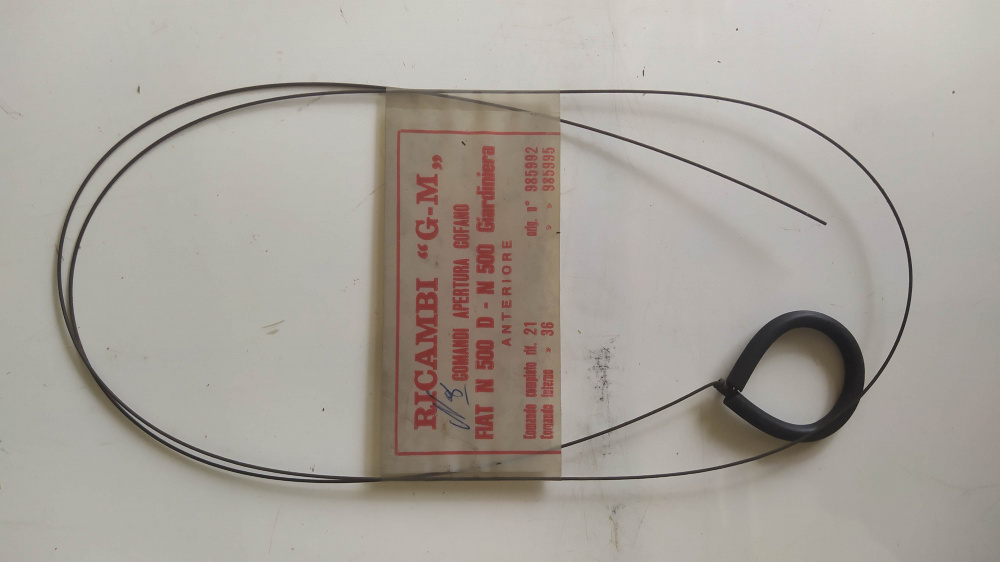 RICAMBI “G-M„
N 8 COMANDI APERTURA COFANO
FIAT N 500 D - N 500 Giardiniera
ANTERIORE
Comando completo rif. 21 orig. n° 985992
Comando interno » 36 » » 985995